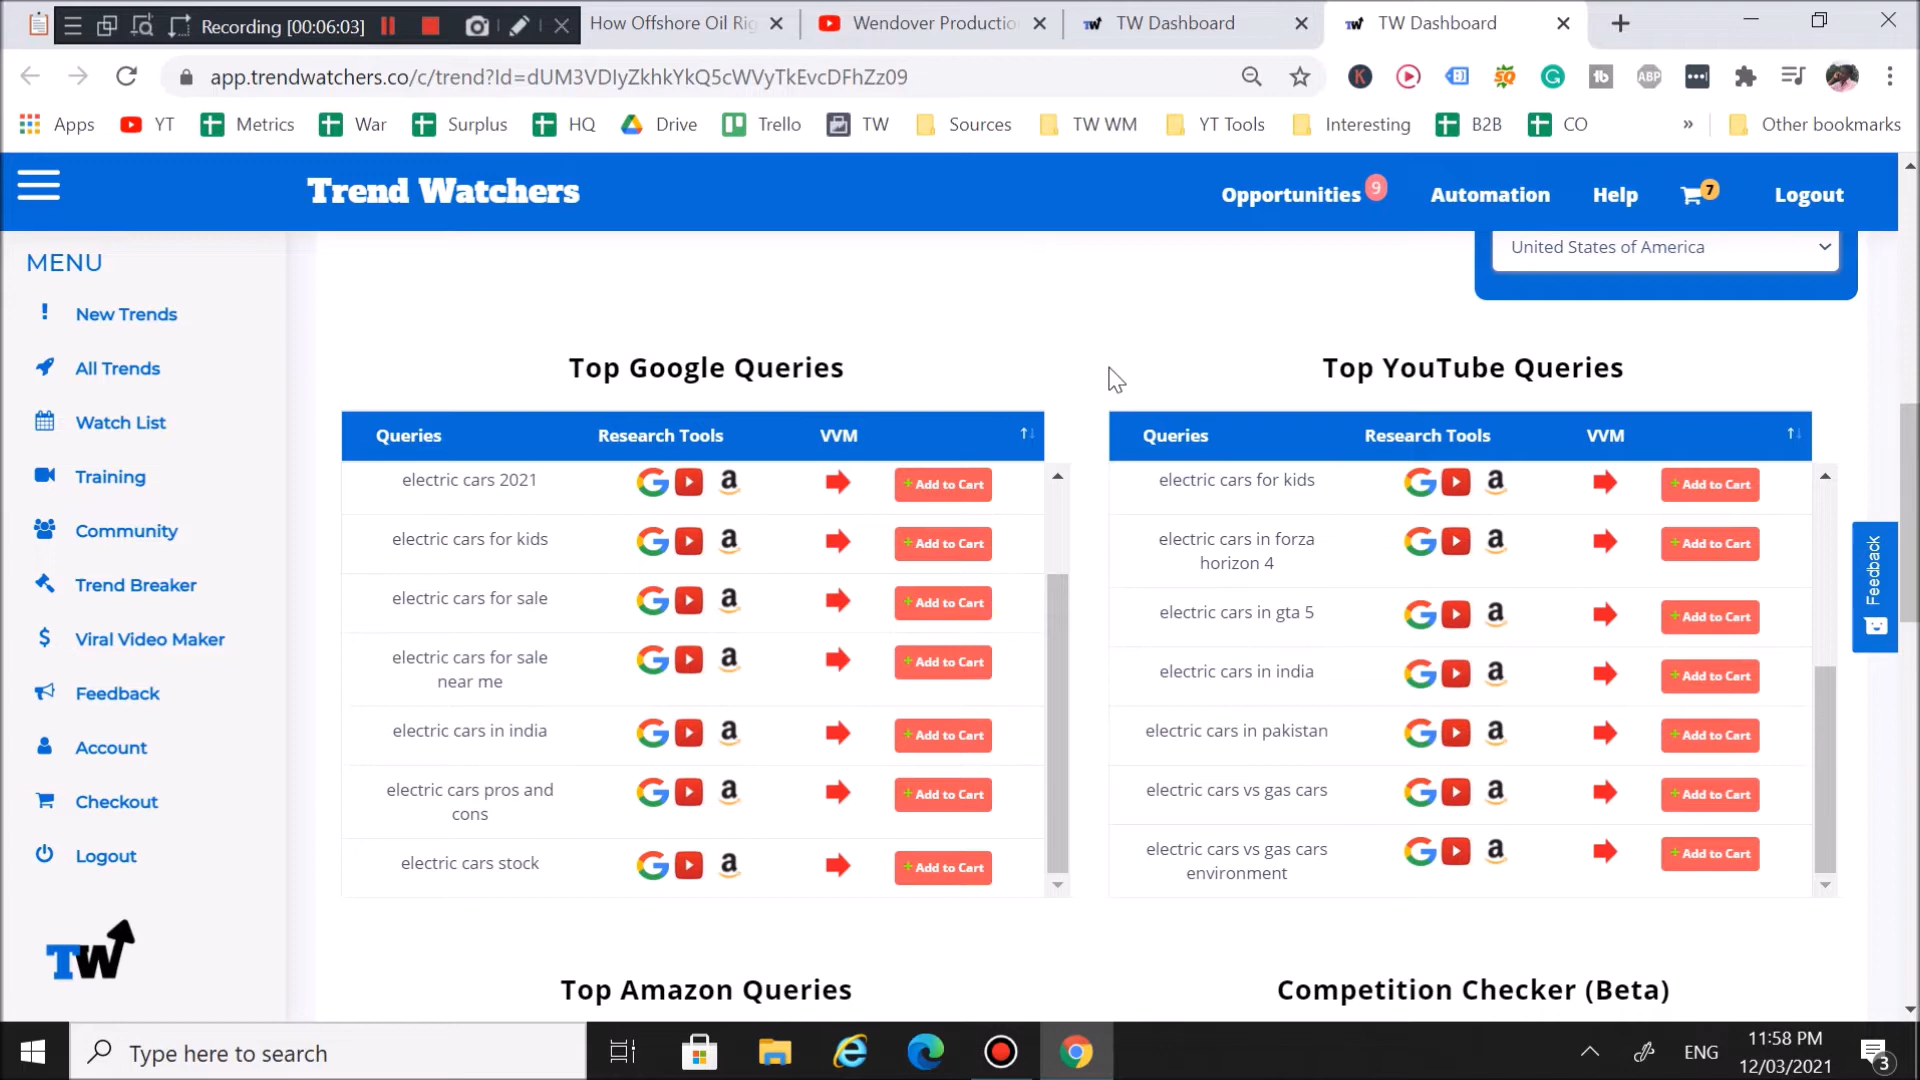 Recording [00:06:03]
How Offshore Oil Rig
Wendover Productio
TW Dashboard
TW Dashboard
app.trendwatchers.co/c/trend?Id=dUM3VDIyZkhkYkQ5cWVyTkEvcDFhZz09
Apps
YT
Metrics
War
Surplus
HQ
Drive
Trello
TW
Sources
TW WM
YT Tools
Interesting
B2B
CO
»
Other bookmarks
Trend Watchers
Opportunities 9
Automation
Help
7
Logout
MENU
New Trends
All Trends
Watch List
Training
Community
Trend Breaker
Viral Video Maker
Feedback
Account
Checkout
Logout
TW
United States of America
Top Google Queries
Queries Research Tools VVM
electric cars 2021 +Add to Cart
electric cars for kids +Add to Cart
electric cars for sale +Add to Cart
electric cars for sale
near me +Add to Cart
electric cars in india +Add to Cart
electric cars pros and
cons +Add to Cart
electric cars stock +Add to Cart
Top YouTube Queries
Queries Research Tools VVM
electric cars for kids +Add to Cart
electric cars in forza
horizon 4 +Add to Cart
electric cars in gta 5 +Add to Cart
electric cars in india +Add to Cart
electric cars in pakistan +Add to Cart
electric cars vs gas cars +Add to Cart
electric cars vs gas cars
environment +Add to Cart
Feedback
Top Amazon Queries
Competition Checker (Beta)
Type here to search
ENG
11:58 PM
12/03/2021
3